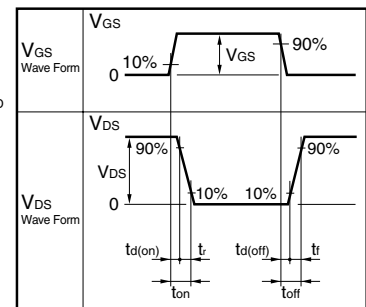 VGS
Wave Form
VGS
10%
0
VGS
90%
VDS
Wave Form
VDS
VDS
90%
90%
0
10%
10%
td(on)
tr
td(off)
tf
ton
toff